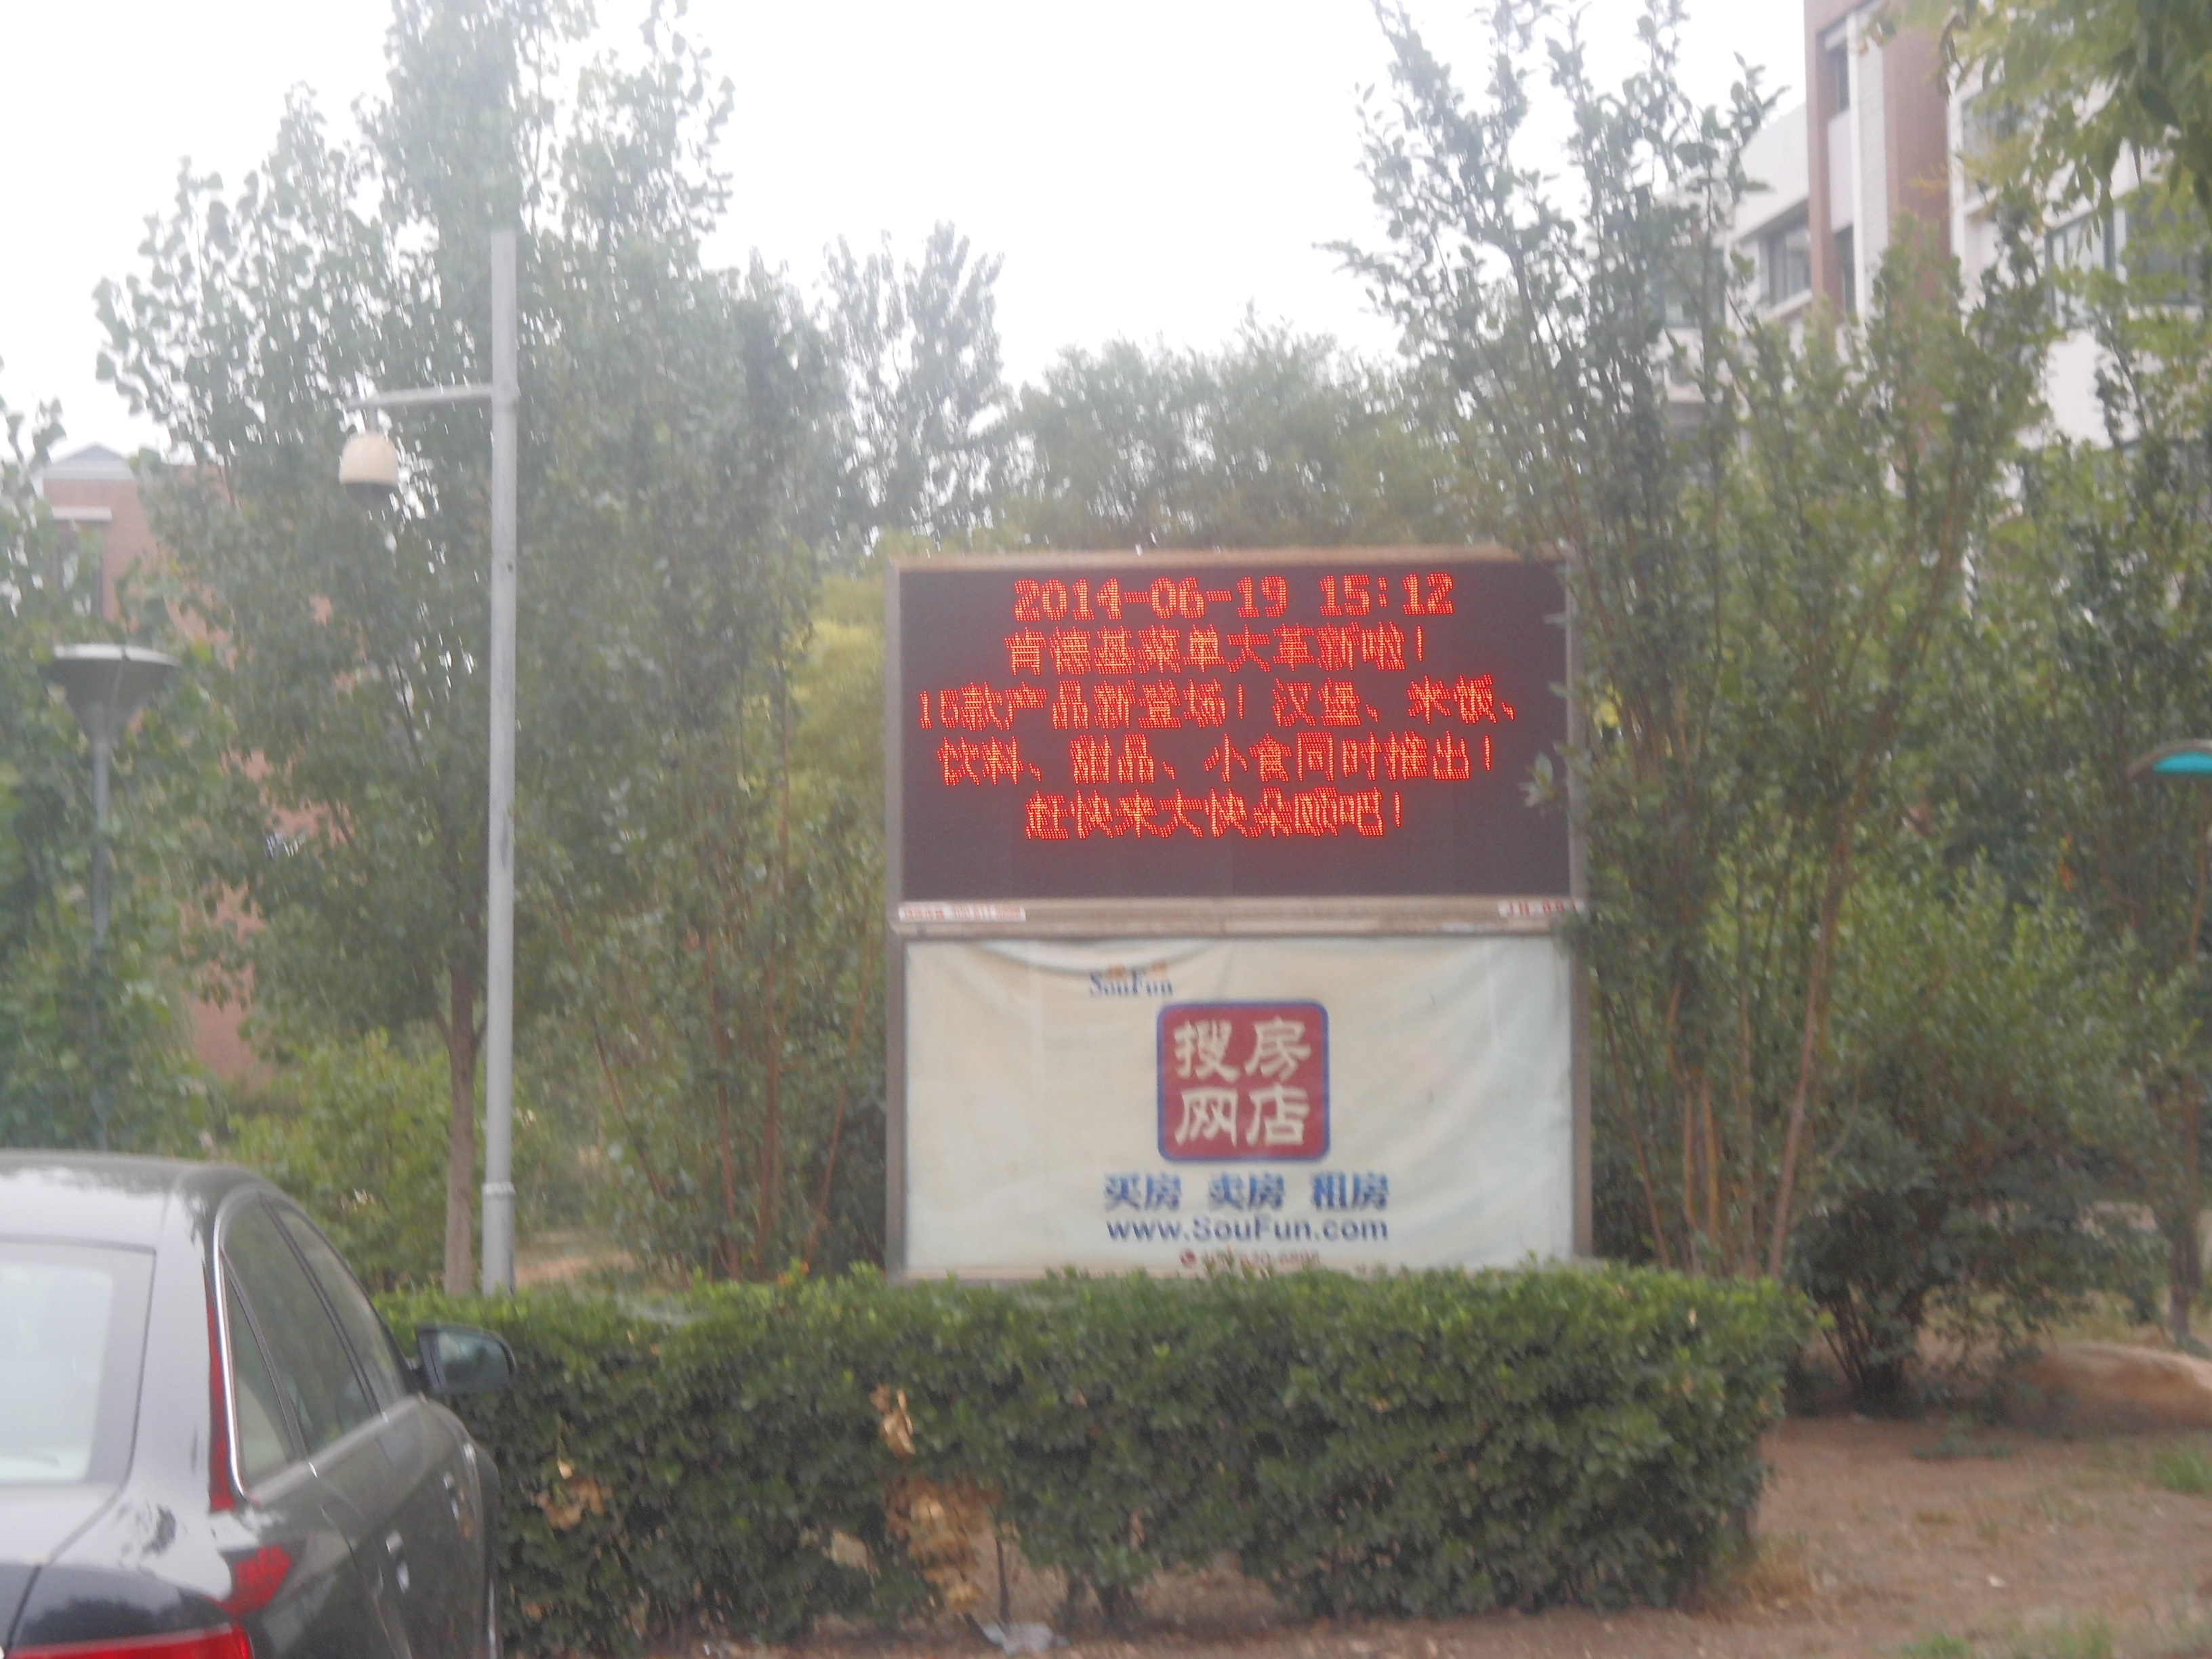 2014-06-19 15:12
肯德基菜单大革新啦！
15款产品新登场！汉堡、米饭、
饮料、甜品、小食同时推出！
赶快来大快朵颐吧！
SouFun
搜房
网店
买房 卖房 租房
www.SouFun.com